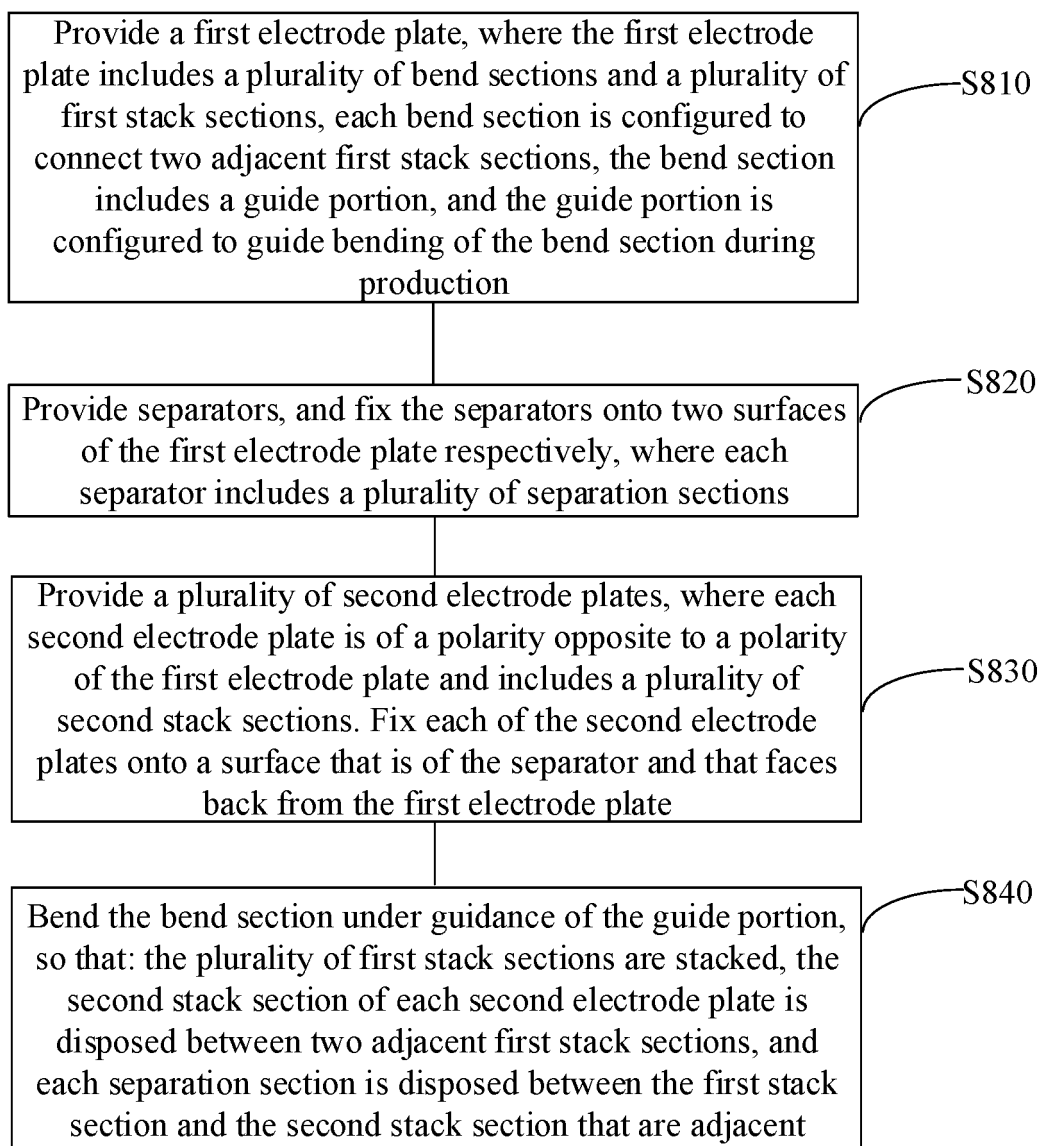 Provide a first electrode plate, where the first electrode
plate includes a plurality of bend sections and a plurality of
first stack sections, each bend section is configured to
connect two adjacent first stack sections, the bend section
includes a guide portion, and the guide portion is
configured to guide bending of the bend section during
production
S810
Provide separators, and fix the separators onto two surfaces
of the first electrode plate respectively, where each
separator includes a plurality of separation sections
S820
Provide a plurality of second electrode plates, where each
second electrode plate is of a polarity opposite to a polarity
of the first electrode plate and includes a plurality of
second stack sections. Fix each of the second electrode
plates onto a surface that is of the separator and that faces
back from the first electrode plate
S830
Bend the bend section under guidance of the guide portion,
so that: the plurality of first stack sections are stacked, the
second stack section of each second electrode plate is
disposed between two adjacent first stack sections, and
each separation section is disposed between the first stack
section and the second stack section that are adjacent
S840